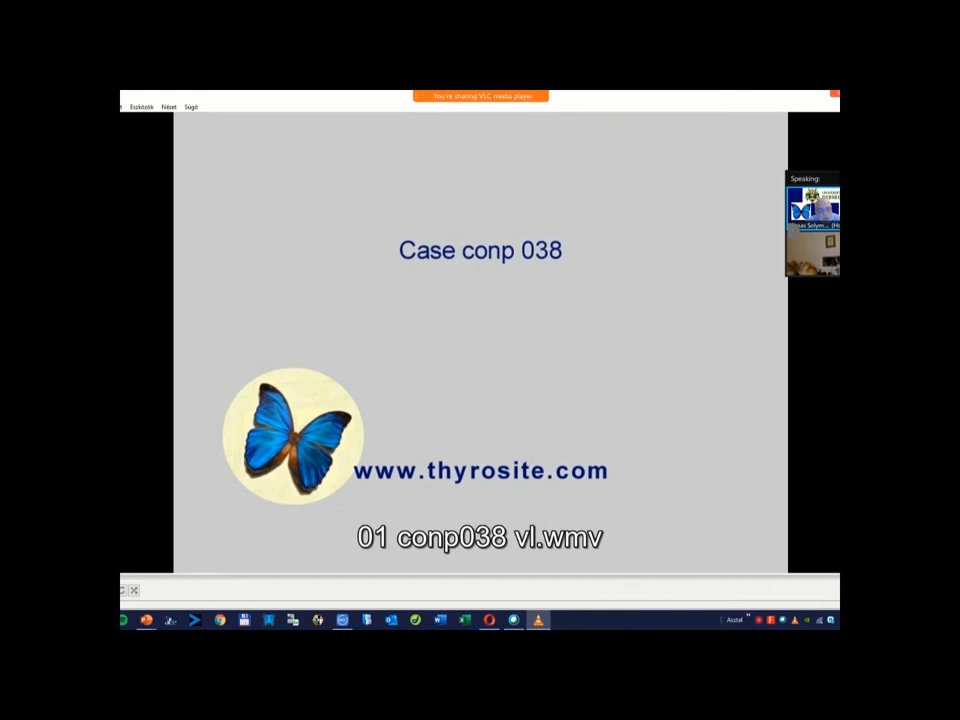 You're sharing VLC media player
Eszközök Nézet Súgó
Speaking:
Case conp 038
www.thyrosite.com
01 conp038 vl.wmv
Asztal